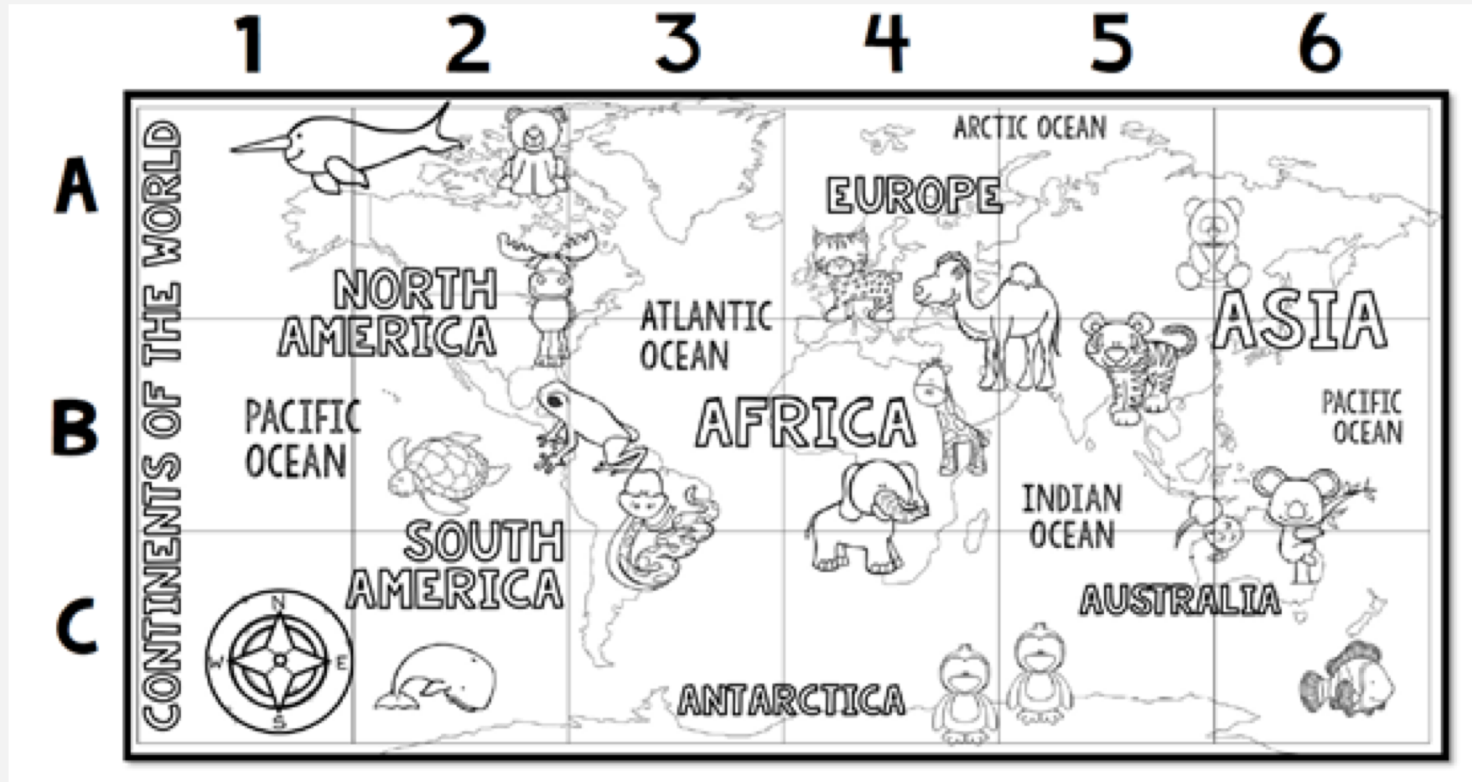 1 2 3 4 5 6
A
B
C
CONTINENTS OF THE WORLD
ARCTIC OCEAN
EUROPE
NORTH
AMERICA
ATLANTIC
OCEAN
ASIA
PACIFIC
OCEAN
AFRICA
PACIFIC
OCEAN
INDIAN
OCEAN
SOUTH
AMERICA
AUSTRALIA
N
W E
S
ANTARCTICA